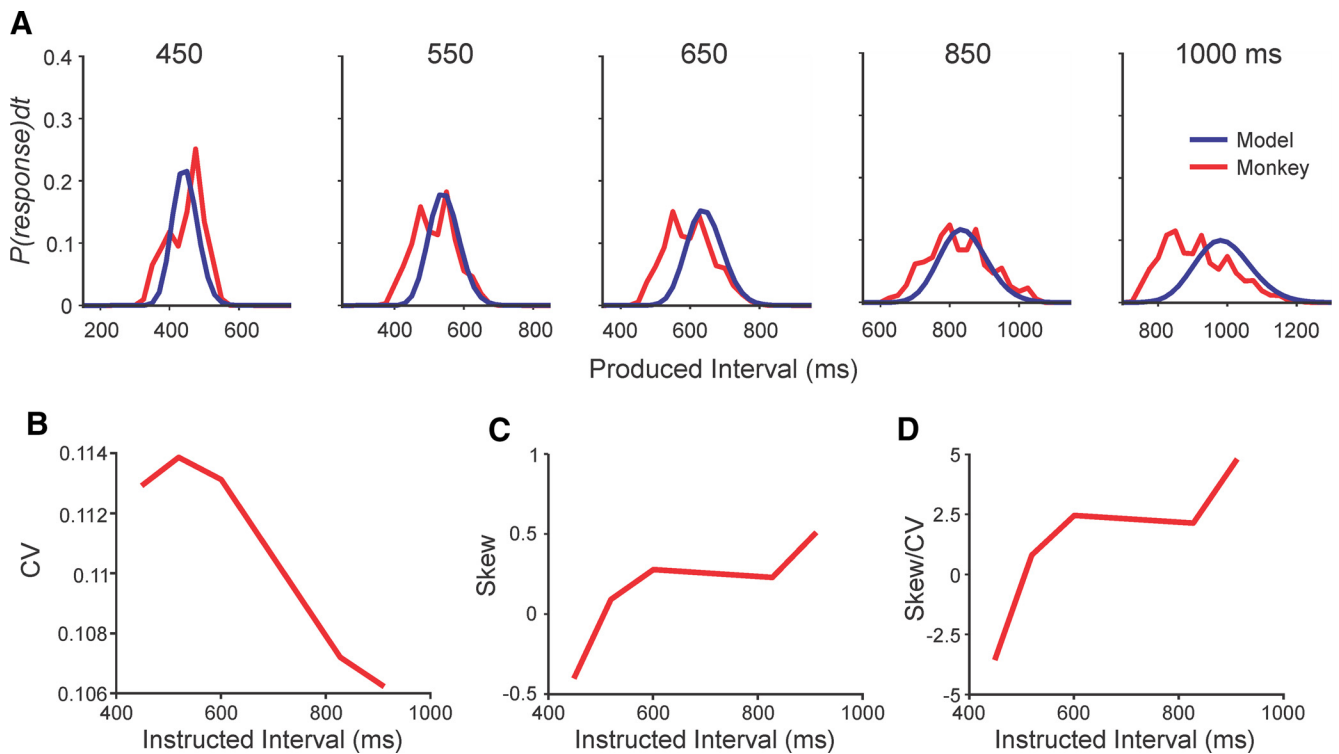 A
450 550 650 850 1000 ms
0.4
0.3
0.2
0.1
0
P(response)dt
Model
Monkey
200 400 600 400 600 800 400 600 800 600 800 1000 800 1000 1200
Produced Interval (ms)
B
0.114
0.112
0.11
0.108
0.106
CV
400 600 800 1000
Instructed Interval (ms)
C
1
0.5
0
-0.5
Skew
400 600 800 1000
Instructed Interval (ms)
D
5
2.5
0
-2.5
-5
Skew/CV
400 600 800 1000
Instructed Interval (ms)